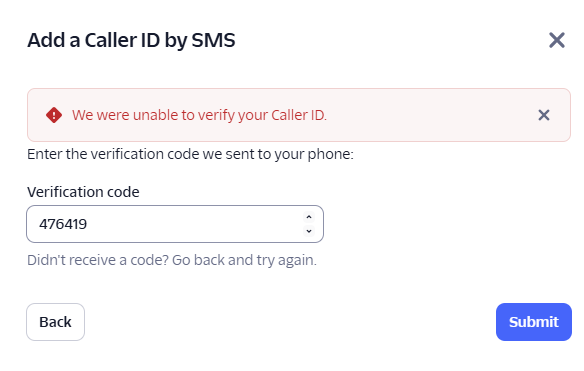 Add a Caller ID by SMS
We were unable to verify your Caller ID.
Enter the verification code we sent to your phone:
Verification code
476419
Didn't receive a code? Go back and try again.
Back
Submit